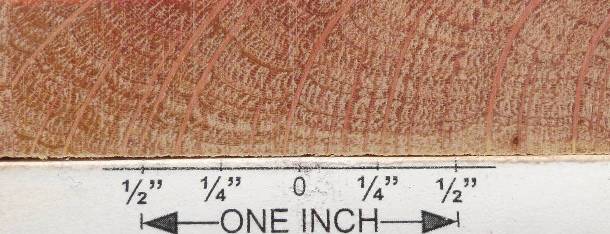 ½” ¼” 0 ¼” ½”
ONE INCH